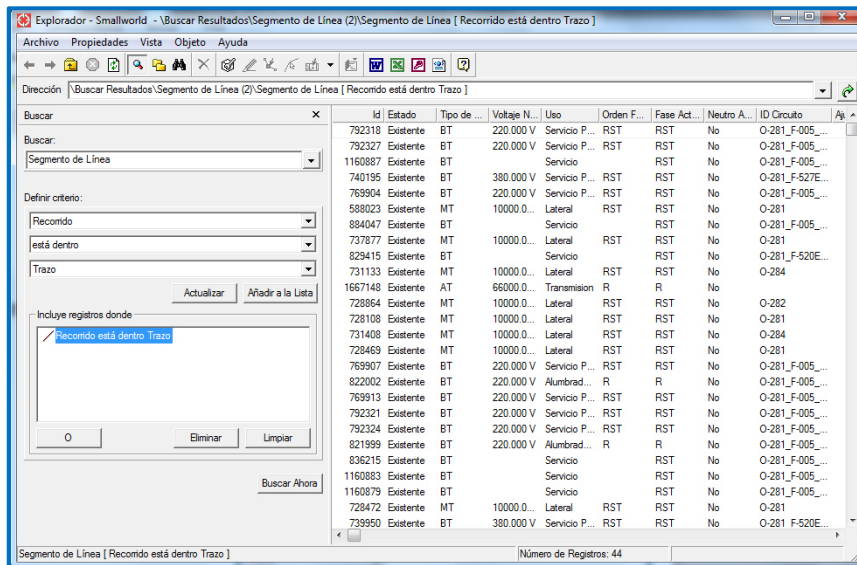 Explorador - Smallworld - \Buscar Resultados\Segmento de Línea (2)\Segmento de Línea [ Recorrido está dentro Trazo ]
Archivo Propiedades Vista Objeto Ayuda
Dirección \Buscar Resultados\Segmento de Línea (2)\Segmento de Línea [ Recorrido está dentro Trazo ]
Buscar
Buscar:
Segmento de Línea
Definir criterio:
Recorrido
está dentro
Trazo
Actualizar Añadir a la Lista
Incluye registros donde
Recorrido está dentro Trazo
O Eliminar Limpiar
Buscar Ahora
Id Estado Tipo de ... Voltaje N... Uso Orden F... Fase Act... Neutro A... ID Circuito
792318 Existente BT 220.000 V Servicio P... RST RST No O-281_F-005_...
792327 Existente BT 220.000 V Servicio P... RST RST No O-281_F-005_...
1160887 Existente BT Servicio RST No O-281_F-005_...
740195 Existente BT 380.000 V Servicio P... RST RST No O-281_F-527E...
769904 Existente BT 220.000 V Servicio P... RST RST No O-281_F-005_...
588023 Existente MT 10000.0... Lateral RST RST No O-281
884047 Existente BT Servicio RST No O-281_F-005_...
737877 Existente MT 10000.0... Lateral RST RST No O-281
829415 Existente BT Servicio RST No O-281_F-520E...
731133 Existente MT 10000.0... Lateral RST RST No O-284
1667148 Existente AT 66000.0... Transmision R R No
728864 Existente MT 10000.0... Lateral RST RST No O-282
728108 Existente MT 10000.0... Lateral RST RST No O-281
731408 Existente MT 10000.0... Lateral RST RST No O-284
728469 Existente MT 10000.0... Lateral RST RST No O-281
769907 Existente BT 220.000 V Servicio P... RST RST No O-281_F-005_...
822002 Existente BT 220.000 V Alumbrad... R R No O-281_F-005_...
769913 Existente BT 220.000 V Servicio P... RST RST No O-281_F-005_...
792321 Existente BT 220.000 V Servicio P... RST RST No O-281_F-005_...
792324 Existente BT 220.000 V Servicio P... RST RST No O-281_F-005_...
821999 Existente BT 220.000 V Alumbrad... R R No O-281_F-005_...
836215 Existente BT Servicio RST No O-281_F-005_...
1160883 Existente BT Servicio RST No O-281_F-005_...
1160879 Existente BT Servicio RST No O-281_F-005_...
728472 Existente MT 10000.0... Lateral RST RST No O-281
739950 Existente BT 380.000 V Servicio P... RST RST No O-281_F-520E...
Segmento de Línea [ Recorrido está dentro Trazo ]
Número de Registros: 44